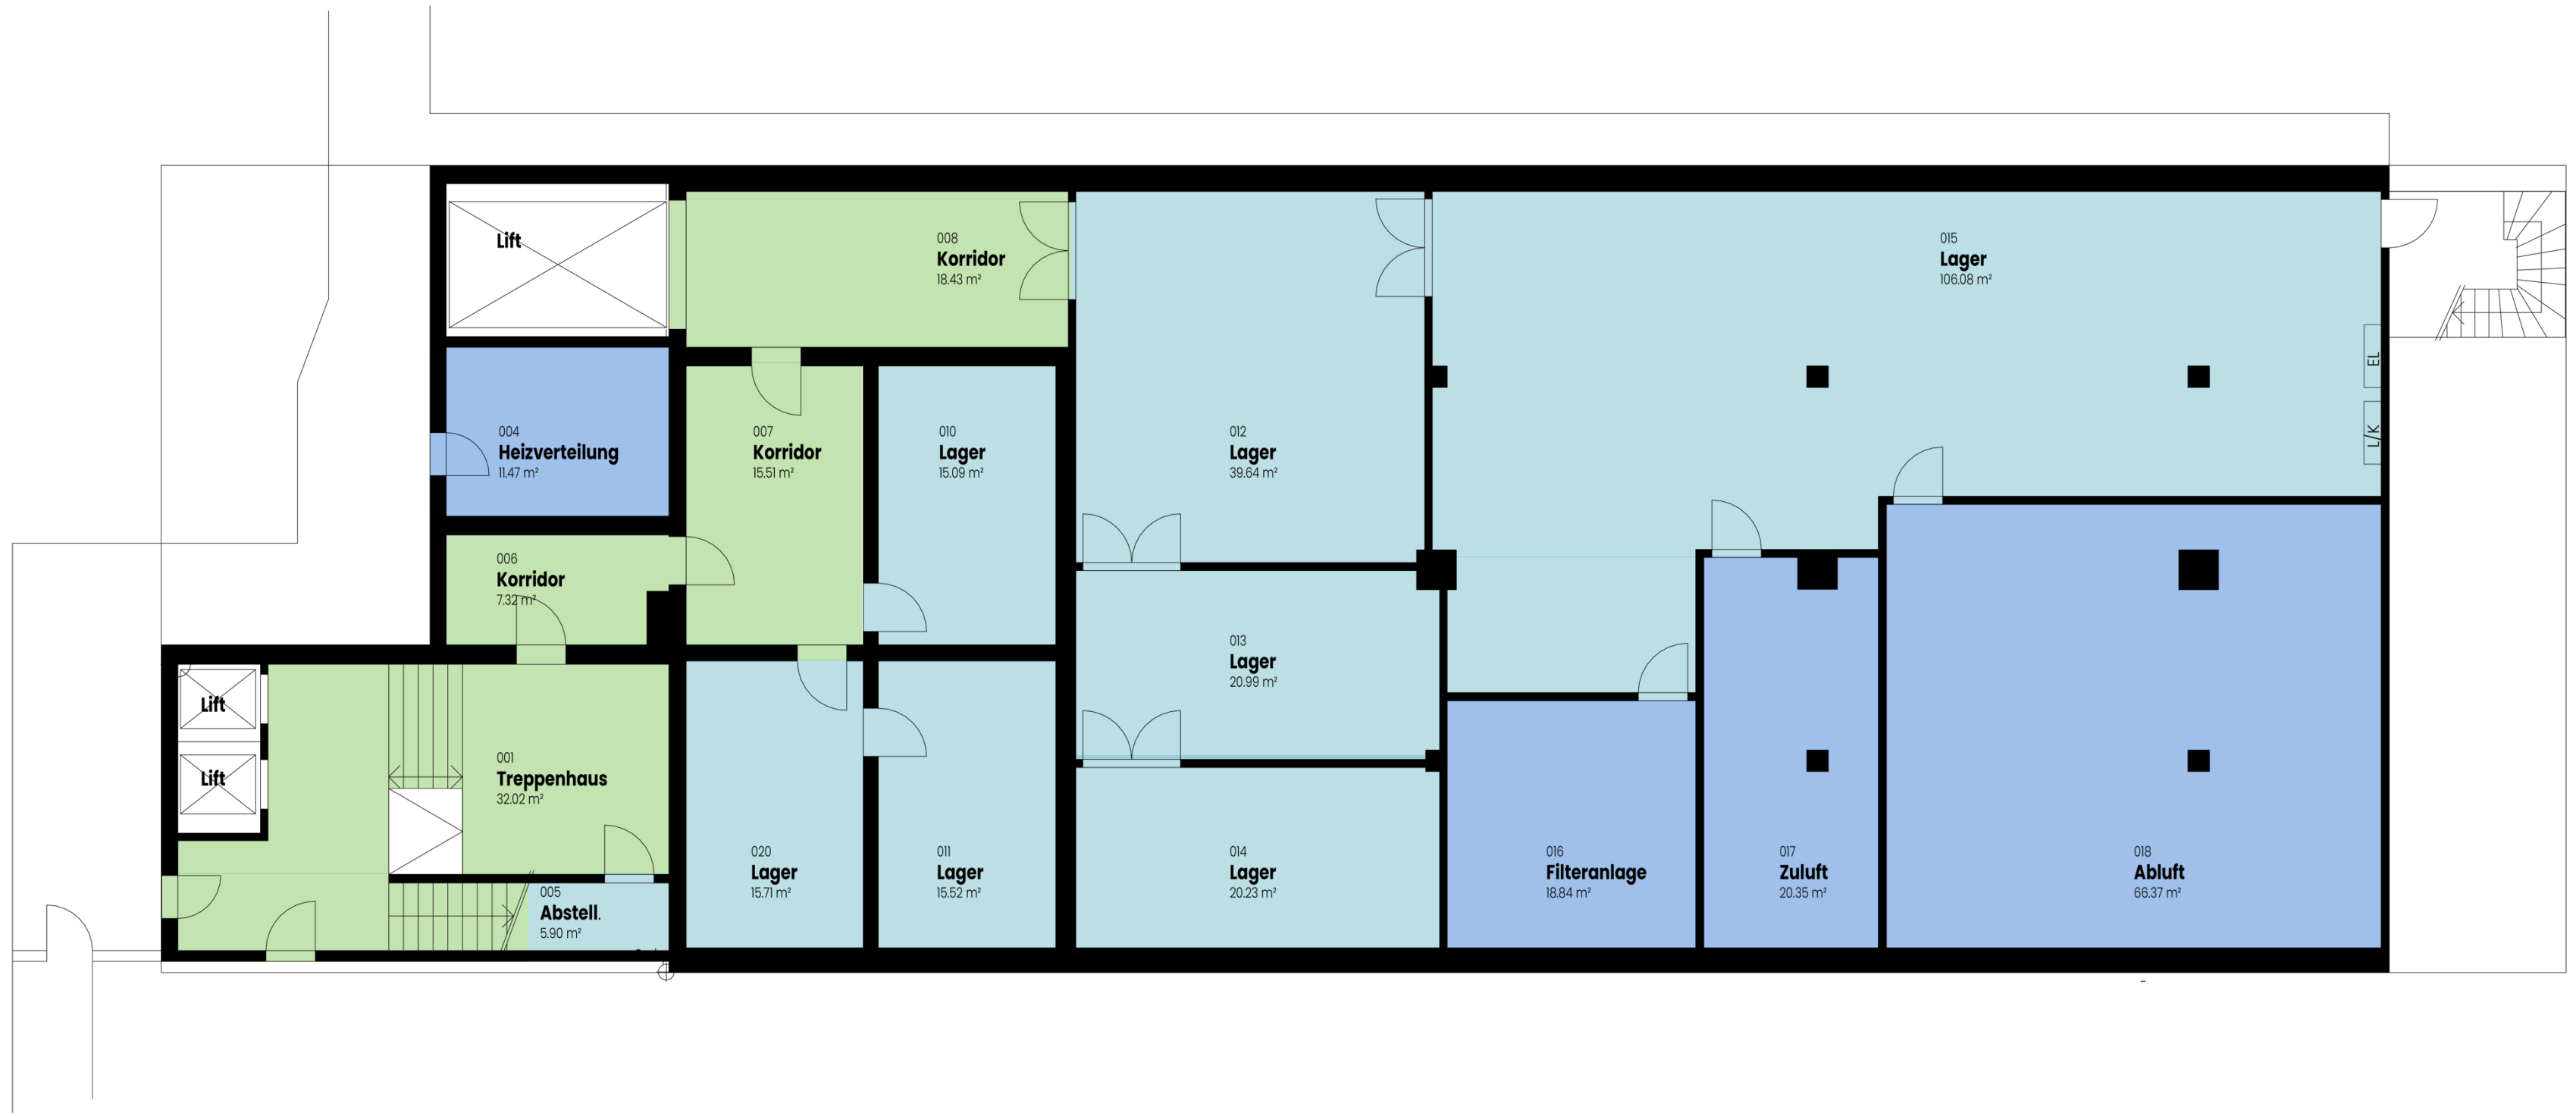 Lift
008
Korridor
18.43 m²
015
Lager
106.08 m²
EL
L/K
004
Heizverteilung
11.47 m²
007
Korridor
15.51 m²
010
Lager
15.09 m²
012
Lager
39.64 m²
006
Korridor
7.32 m²
013
Lager
20.99 m²
Lift
Lift
001
Treppenhaus
32.02 m²
005
Abstell.
5.90 m²
020
Lager
15.71 m²
011
Lager
15.52 m²
014
Lager
20.23 m²
016
Filteranlage
18.84 m²
017
Zuluft
20.35 m²
018
Abluft
66.37 m²